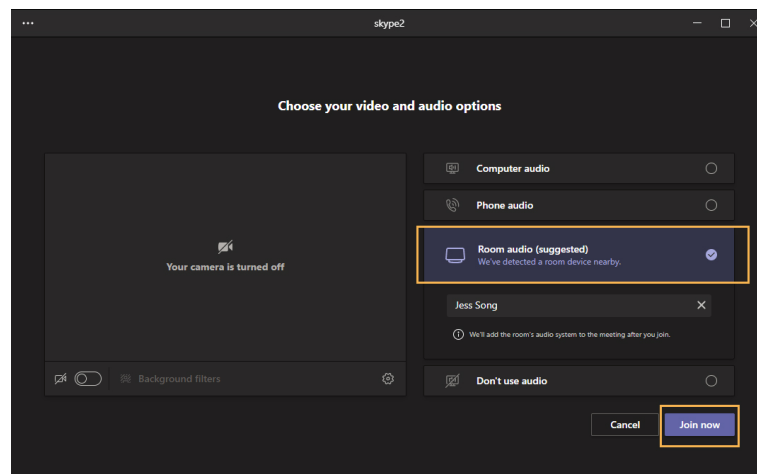 skype2
Choose your video and audio options
Your camera is turned off
Background filters
Computer audio
Phone audio
Room audio (suggested)
We've detected a room device nearby.
Jess Song
We'll add the room's audio system to the meeting after you join.
Don't use audio
Cancel
Join now